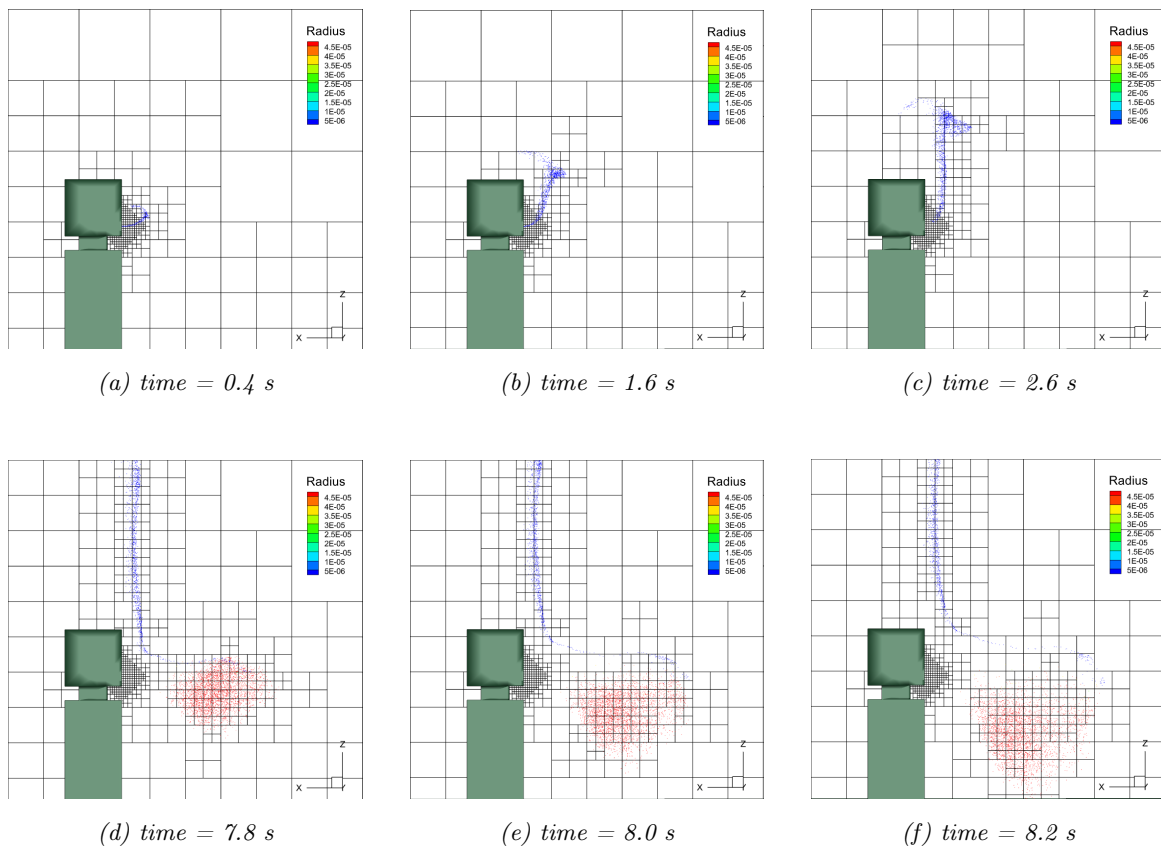 Radius
4.5E-05
4E-05
3.5E-05
3E-05
2.5E-05
2E-05
1.5E-05
1E-05
5E-06
Z
X
Y
Radius
4.5E-05
4E-05
3.5E-05
3E-05
2.5E-05
2E-05
1.5E-05
1E-05
5E-06
Z
X
Y
Radius
4.5E-05
4E-05
3.5E-05
3E-05
2.5E-05
2E-05
1.5E-05
1E-05
5E-06
Z
X
Y
(a) time = 0.4 s
(b) time = 1.6 s
(c) time = 2.6 s
Radius
4.5E-05
4E-05
3.5E-05
3E-05
2.5E-05
2E-05
1.5E-05
1E-05
5E-06
Z
X
Y
Radius
4.5E-05
4E-05
3.5E-05
3E-05
2.5E-05
2E-05
1.5E-05
1E-05
5E-06
Z
X
Y
Radius
4.5E-05
4E-05
3.5E-05
3E-05
2.5E-05
2E-05
1.5E-05
1E-05
5E-06
Z
X
Y
(d) time = 7.8 s
(e) time = 8.0 s
(f) time = 8.2 s